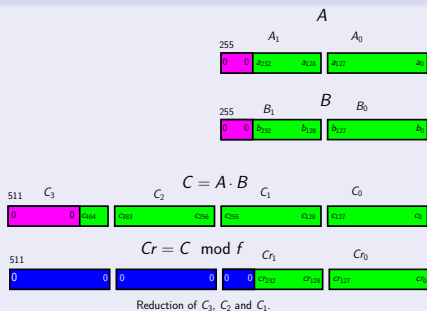 A
255 A₁ A₀
0 0 a₂₃₂ a₁₂₈ a₁₂₇ a₀
B
255 B₁ B₀
0 0 b₂₃₂ b₁₂₈ b₁₂₇ b₀
C = A · B
511 C₃ C₂ C₁ C₀
0 0 c₄₆₄ c₃₈₃ c₂₅₆ c₂₅₅ c₁₂₈ c₁₂₇ c₀
Cr = C mod f
511 Cr₁ Cr₀
0 0 0 0 0 0 cr₂₃₂ cr₁₂₈ cr₁₂₇ cr₀
Reduction of C₃, C₂ and C₁.